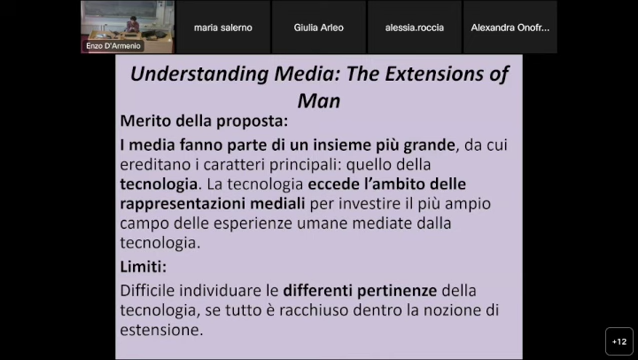 Enzo D'Armenio
maria salerno
Giulia Arleo
alessia.roccia
Alexandra Onofr...
Understanding Media: The Extensions of
Man
Merito della proposta:
I media fanno parte di un insieme più grande, da cui
ereditano i caratteri principali: quello della
tecnologia. La tecnologia eccede l'ambito delle
rappresentazioni mediali per investire il più ampio
campo delle esperienze umane mediate dalla
tecnologia.
Limiti:
Difficile individuare le differenti pertinenze della
tecnologia, se tutto è racchiuso dentro la nozione di
estensione.
+12